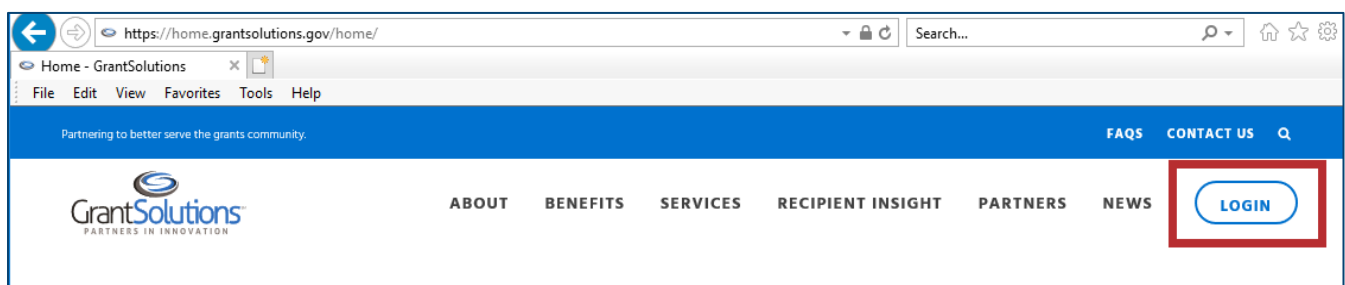 https://home.grantsolutions.gov/home/ Search...
Home - GrantSolutions
File Edit View Favorites Tools Help
Partnering to better serve the grants community. FAQS CONTACT US
GrantSolutions ABOUT BENEFITS SERVICES RECIPIENT INSIGHT PARTNERS NEWS LOGIN
PARTNERS IN INNOVATION